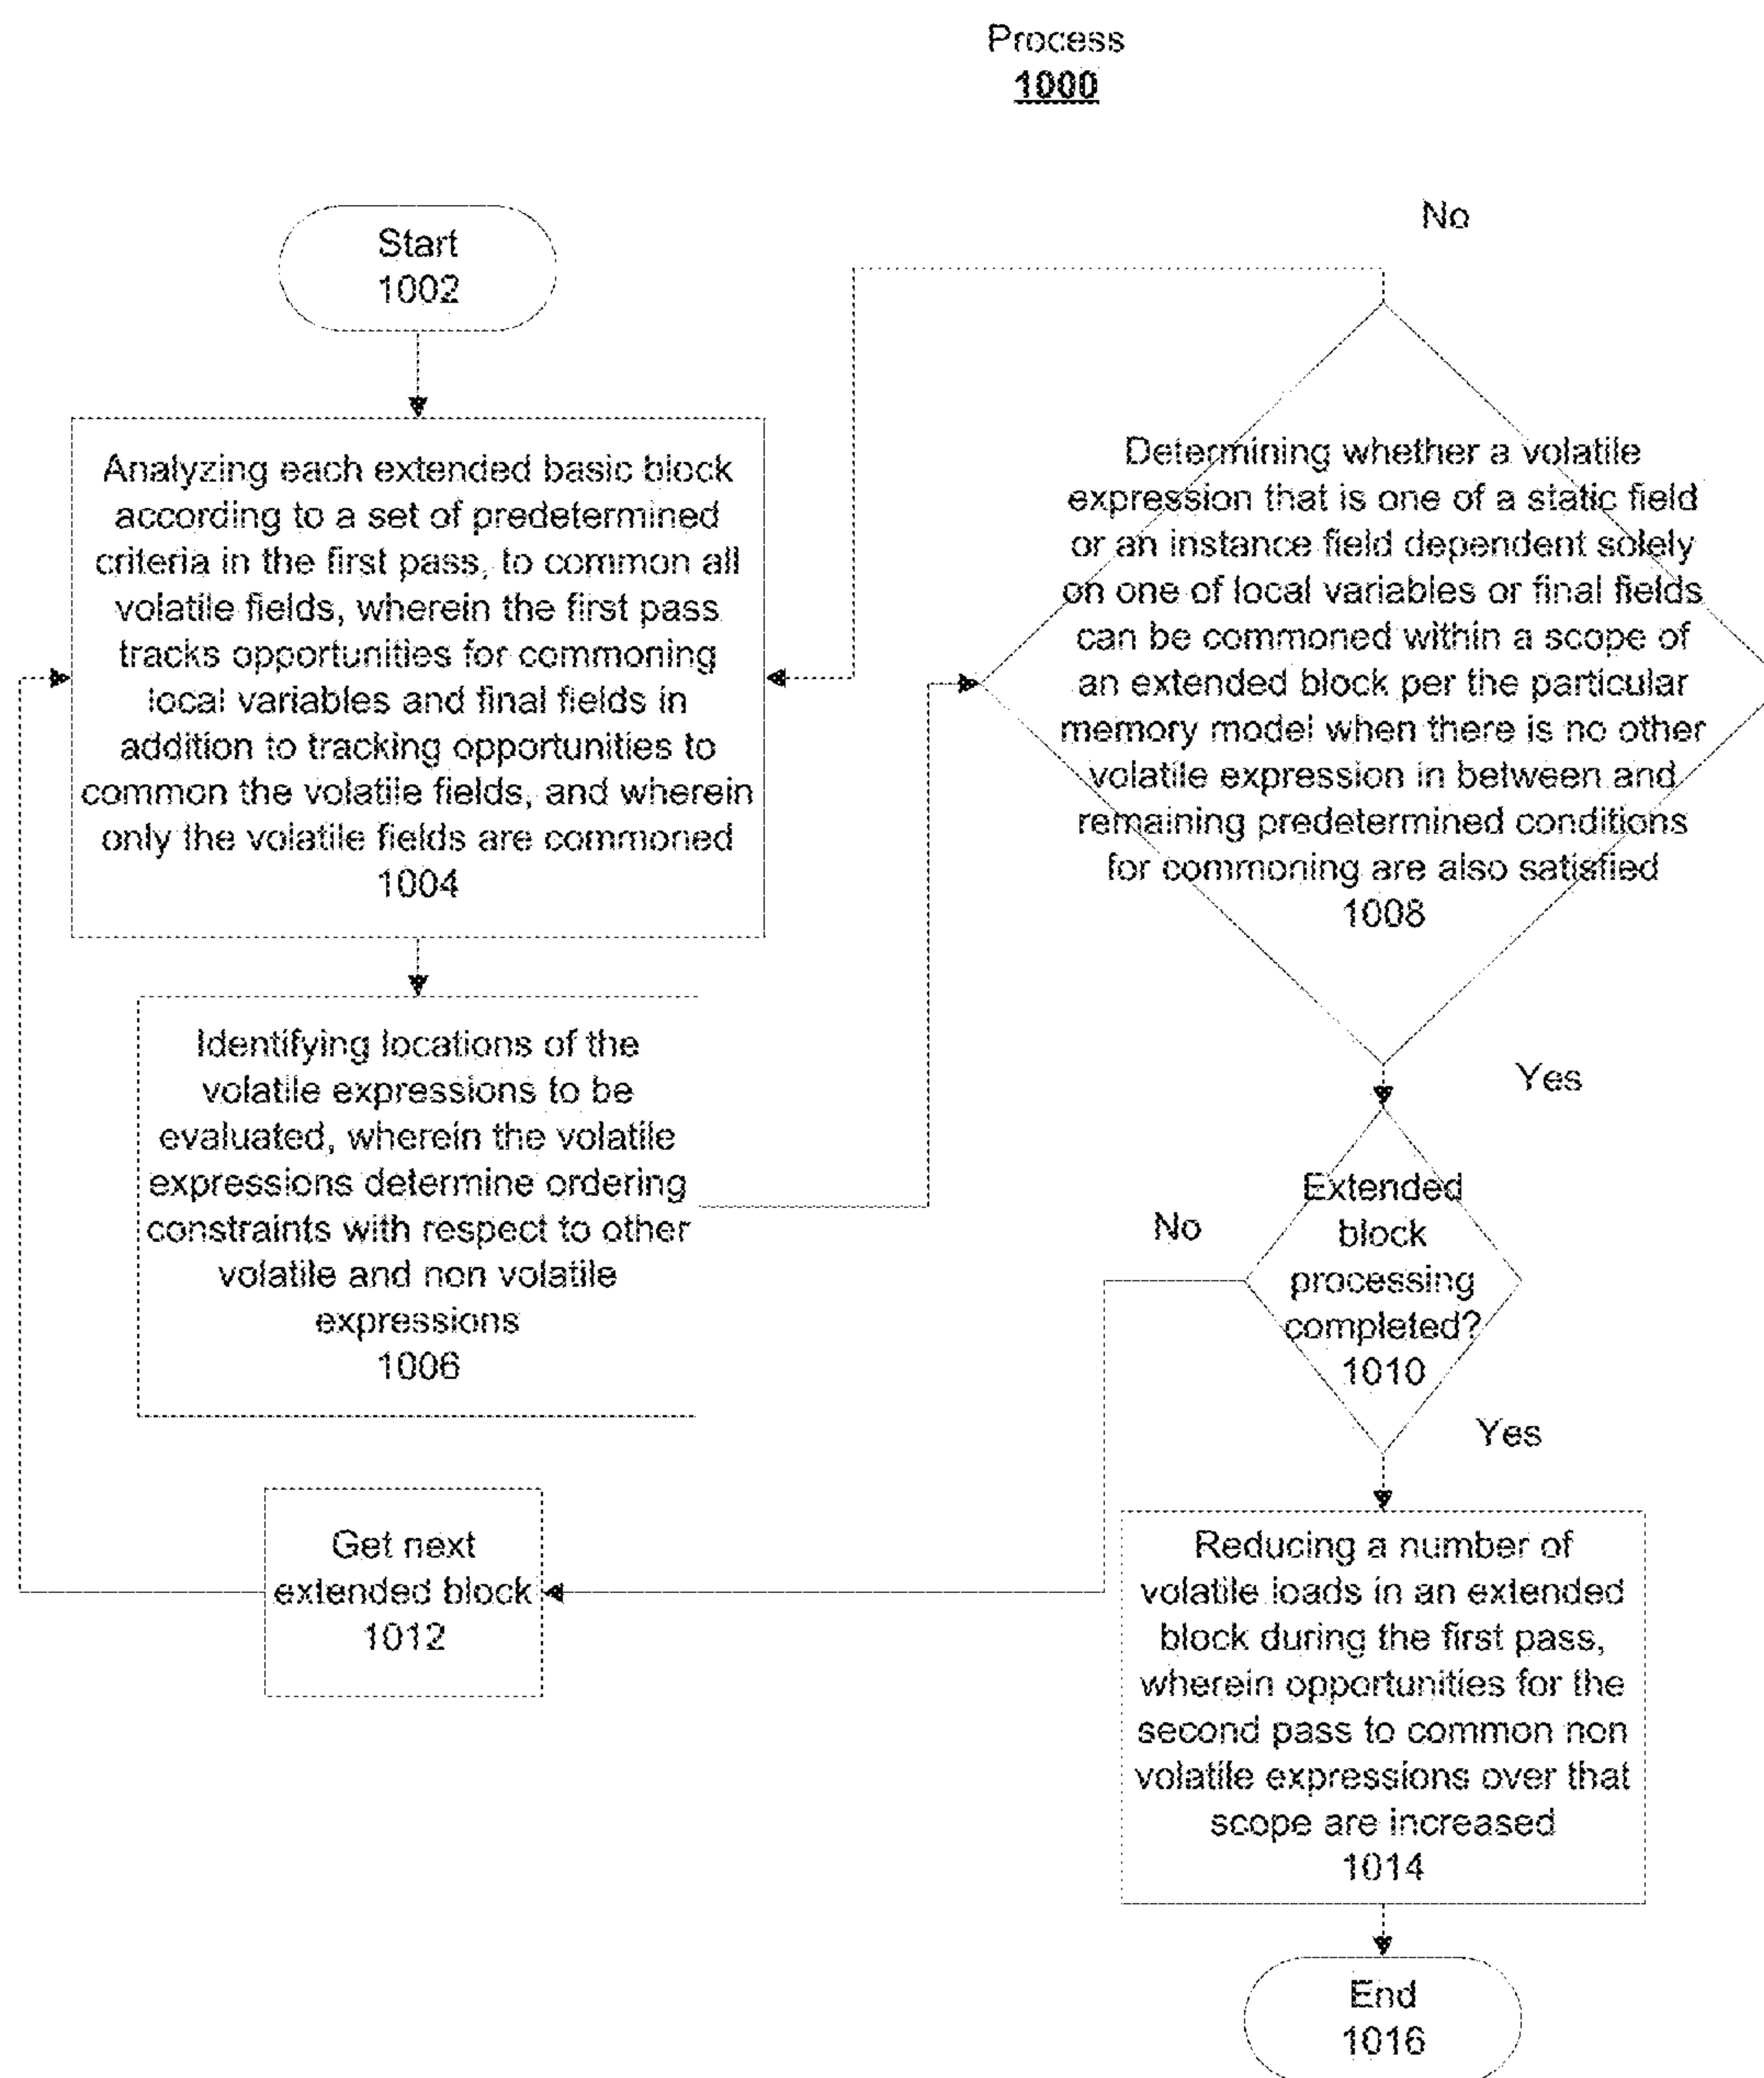 Process
1000
Start
1002
Analyzing each extended basic block
according to a set of predetermined
criteria in the first pass, to common all
volatile fields, wherein the first pass
tracks opportunities for commoning
local variables and final fields in
addition to tracking opportunities to
common the volatile fields, and wherein
only the volatile fields are commoned
1004
Identifying locations of the
volatile expressions to be
evaluated, wherein the volatile
expressions determine ordering
constraints with respect to other
volatile and non volatile
expressions
1006
No
Determining whether a volatile
expression that is one of a static field
or an instance field dependent solely
on one of local variables or final fields
can be commoned within a scope of
an extended block per the particular
memory model when there is no other
volatile expression in between and
remaining predetermined conditions
for commoning are also satisfied
1008
Yes
Extended
block
processing
completed?
1010
No
Yes
Get next
extended block
1012
Reducing a number of
volatile loads in an extended
block during the first pass,
wherein opportunities for the
second pass to common non
volatile expressions over that
scope are increased
1014
End
1016